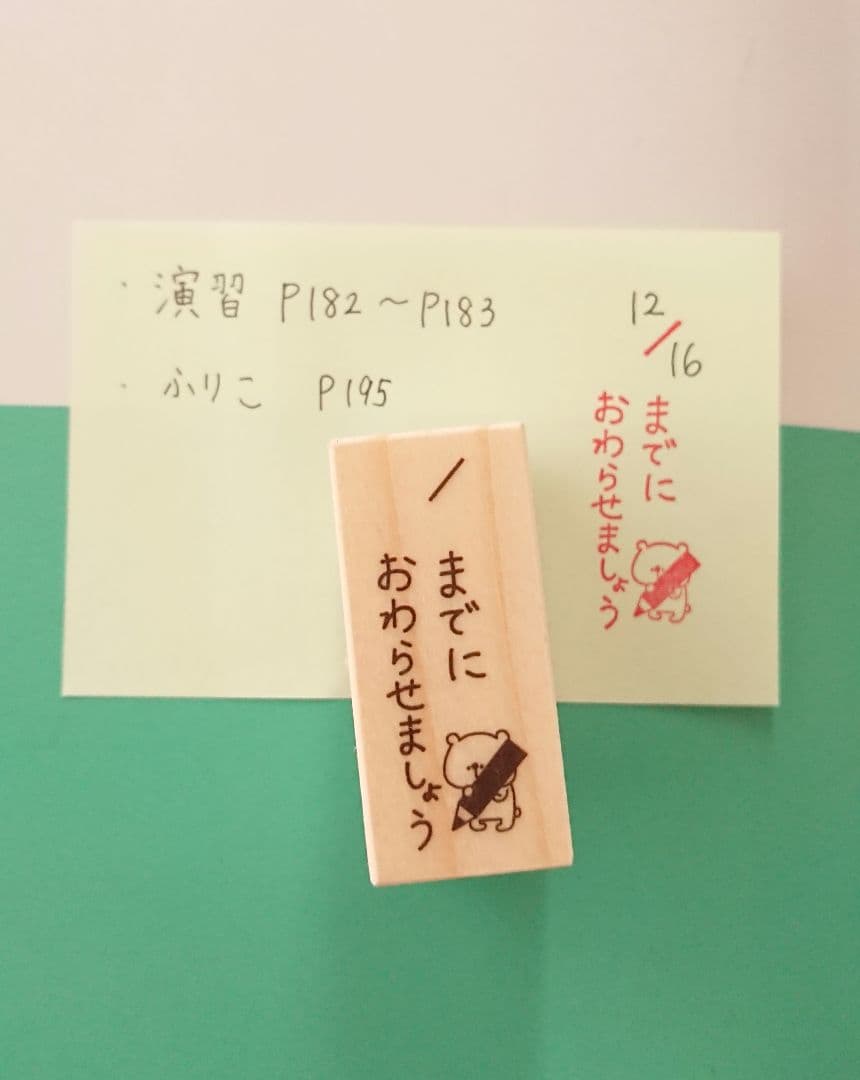 ・演習 P182～P183
・ふりこ P195
12/16
までに
おわらせましょう
/
までに
おわらせましょう